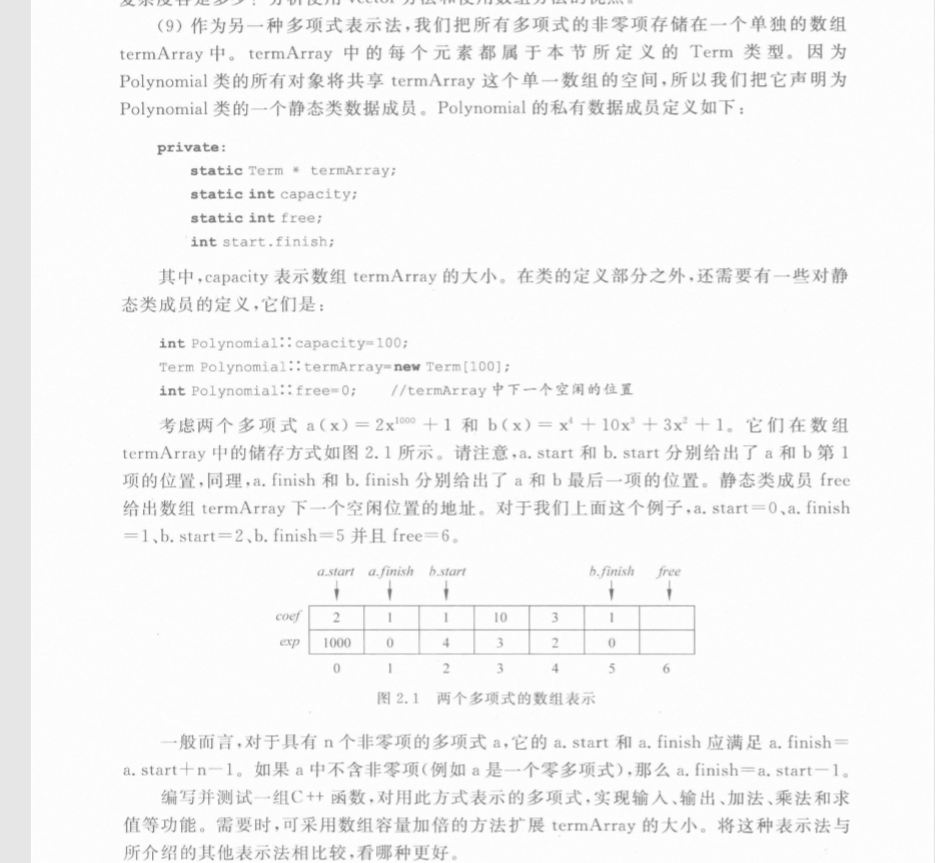 (9) 作为另一种多项式表示法,我们把所有多项式的非零项存储在一个单独的数组
termArray 中。termArray 中的每个元素都属于本节所定义的 Term 类型。因为
Polynomial 类的所有对象将共享 termArray 这个单一数组的空间,所以我们把它声明为
Polynomial 类的一个静态类数据成员。Polynomial 的私有数据成员定义如下:
private:
static Term * termArray;
static int capacity;
static int free;
int start.finish;
其中,capacity 表示数组 termArray 的大小。在类的定义部分之外,还需要有一些对静
态类成员的定义,它们是:
int Polynomial::capacity=100;
Term Polynomial::termArray=new Term[100];
int Polynomial::free=0; //termArray 中下一个空闲的位置
考虑两个多项式 a(x)=2x¹⁰⁰⁰+1 和 b(x)=x⁴+10x³+3x²+1。它们在数组
termArray 中的储存方式如图 2.1 所示。请注意,a. start 和 b. start 分别给出了 a 和 b 第 1
项的位置,同理,a. finish 和 b. finish 分别给出了 a 和 b 最后一项的位置。静态类成员 free
给出数组 termArray 下一个空闲位置的地址。对于我们上面这个例子,a. start=0、a. finish
=1、b. start=2、b. finish=5 并且 free=6。
a.start a.finish b.start b.finish free
coef 2 1 1 10 3 1
exp 1000 0 4 3 2 0
0 1 2 3 4 5 6
图 2.1 两个多项式的数组表示
一般而言,对于具有 n 个非零项的多项式 a,它的 a. start 和 a. finish 应满足 a. finish=
a. start+n-1。如果 a 中不含非零项(例如 a 是一个零多项式),那么 a. finish=a. start-1。
编写并测试一组C++ 函数,对用此方式表示的多项式,实现输入、输出、加法、乘法和求
值等功能。需要时,可采用数组容量加倍的方法扩展 termArray 的大小。将这种表示法与
所介绍的其他表示法相比较,看哪种更好。